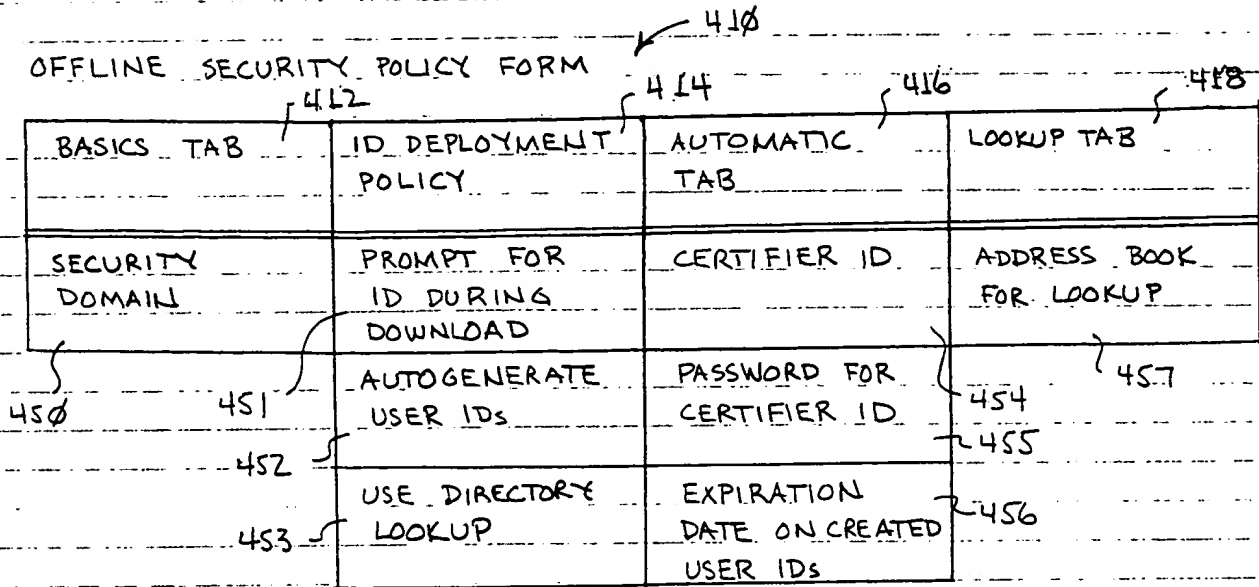 41Ø
OFFLINE SECURITY POLICY FORM
412
414
416
418
BASICS TAB
ID DEPLOYMENT
POLICY
AUTOMATIC
TAB
LOOKUP TAB
SECURITY
DOMAIN
PROMPT FOR
ID DURING
DOWNLOAD
CERTIFIER ID
ADDRESS BOOK
FOR LOOKUP
45Ø
451
AUTOGENERATE
USER IDs
452
PASSWORD FOR
CERTIFIER ID
454
455
457
USE DIRECTORY
LOOKUP
453
EXPIRATION
DATE ON CREATED
USER IDs
456